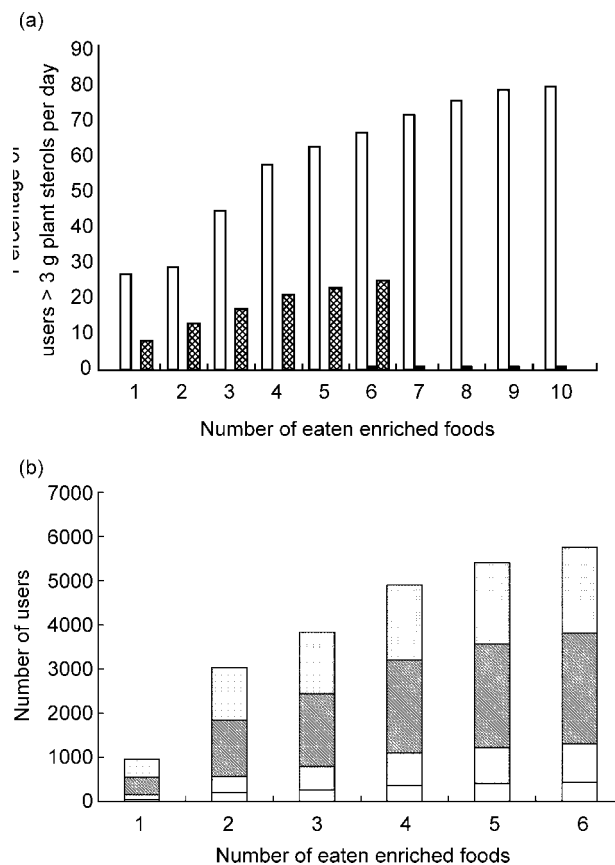 (a)
90
80
70
60
50
40
30
20
10
0
users > 3 g plant sterols per day
1 2 3 4 5 6 7 8 9 10
Number of eaten enriched foods
(b)
7000
6000
5000
4000
3000
2000
1000
0
Number of users
1 2 3 4 5 6
Number of eaten enriched foods